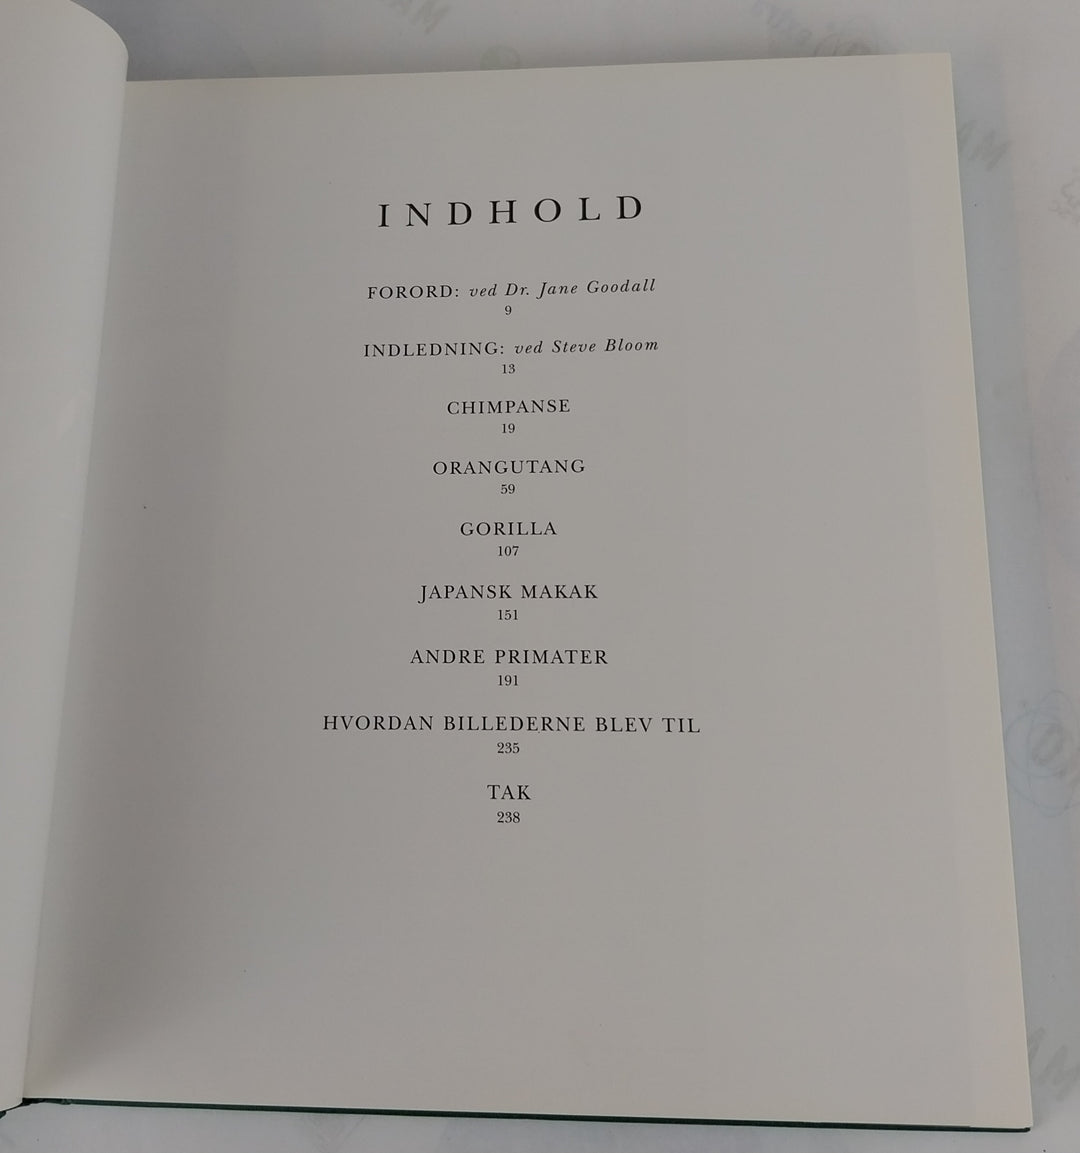 INDHOLD
FORORD: ved Dr. Jane Goodall
9
INDLEDNING: ved Steve Bloom
13
CHIMPANSE
19
ORANGUTANG
59
GORILLA
107
JAPANSK MAKAK
151
ANDRE PRIMATER
191
HVORDAN BILLEDERNE BLEV TIL
235
TAK
238